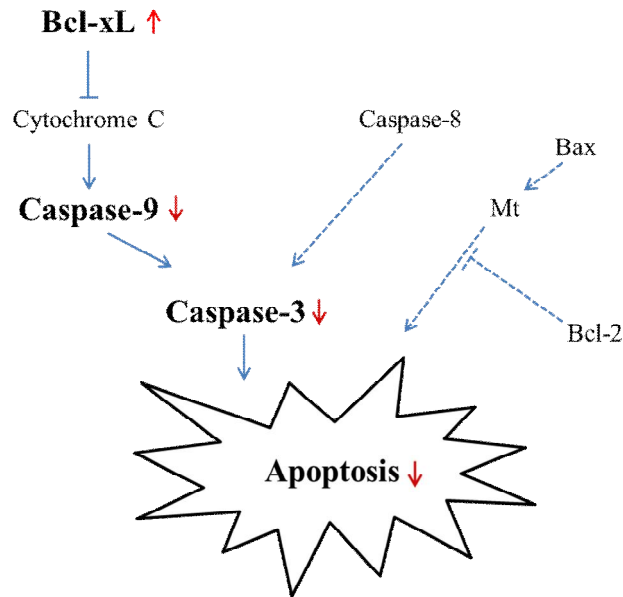 Bcl-xL ↑
Cytochrome C
Caspase-8
Bax
Caspase-9 ↓
Mt
Caspase-3 ↓
Bcl-2
Apoptosis ↓